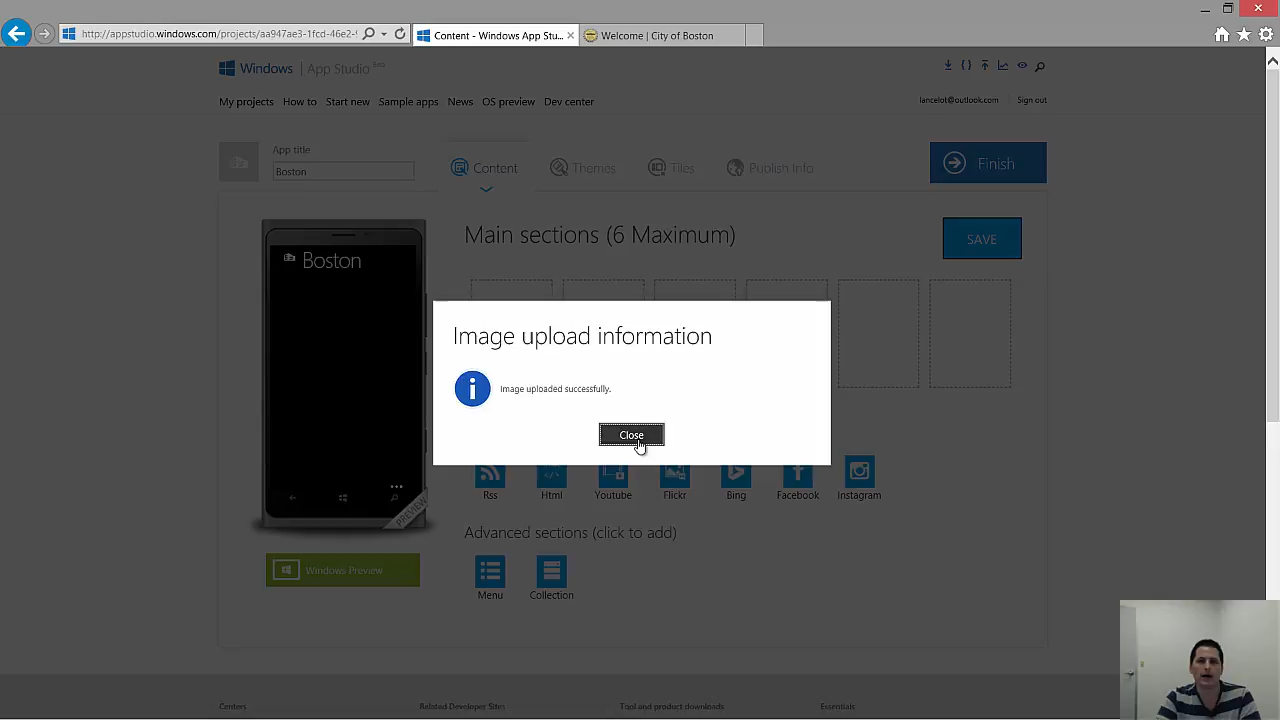 http://appstudio.windows.com/projects/aa947ae3-1fcd-46e2-
Content - Windows App Stu...
Welcome | City of Boston
Windows | App Studio Beta
My projects How to Start new Sample apps News OS preview Dev center
lancelot@outlook.com Sign out
App title
Boston
Content
Themes
Tiles
Publish Info
Finish
Boston
PREVIEW
Windows Preview
Main sections (6 Maximum)
SAVE
Image upload information
Image uploaded successfully.
Close
Rss Html Youtube Flickr Bing Facebook Instagram
Advanced sections (click to add)
Menu Collection
Centers Related Developer Sites Tool and product downloads Essentials